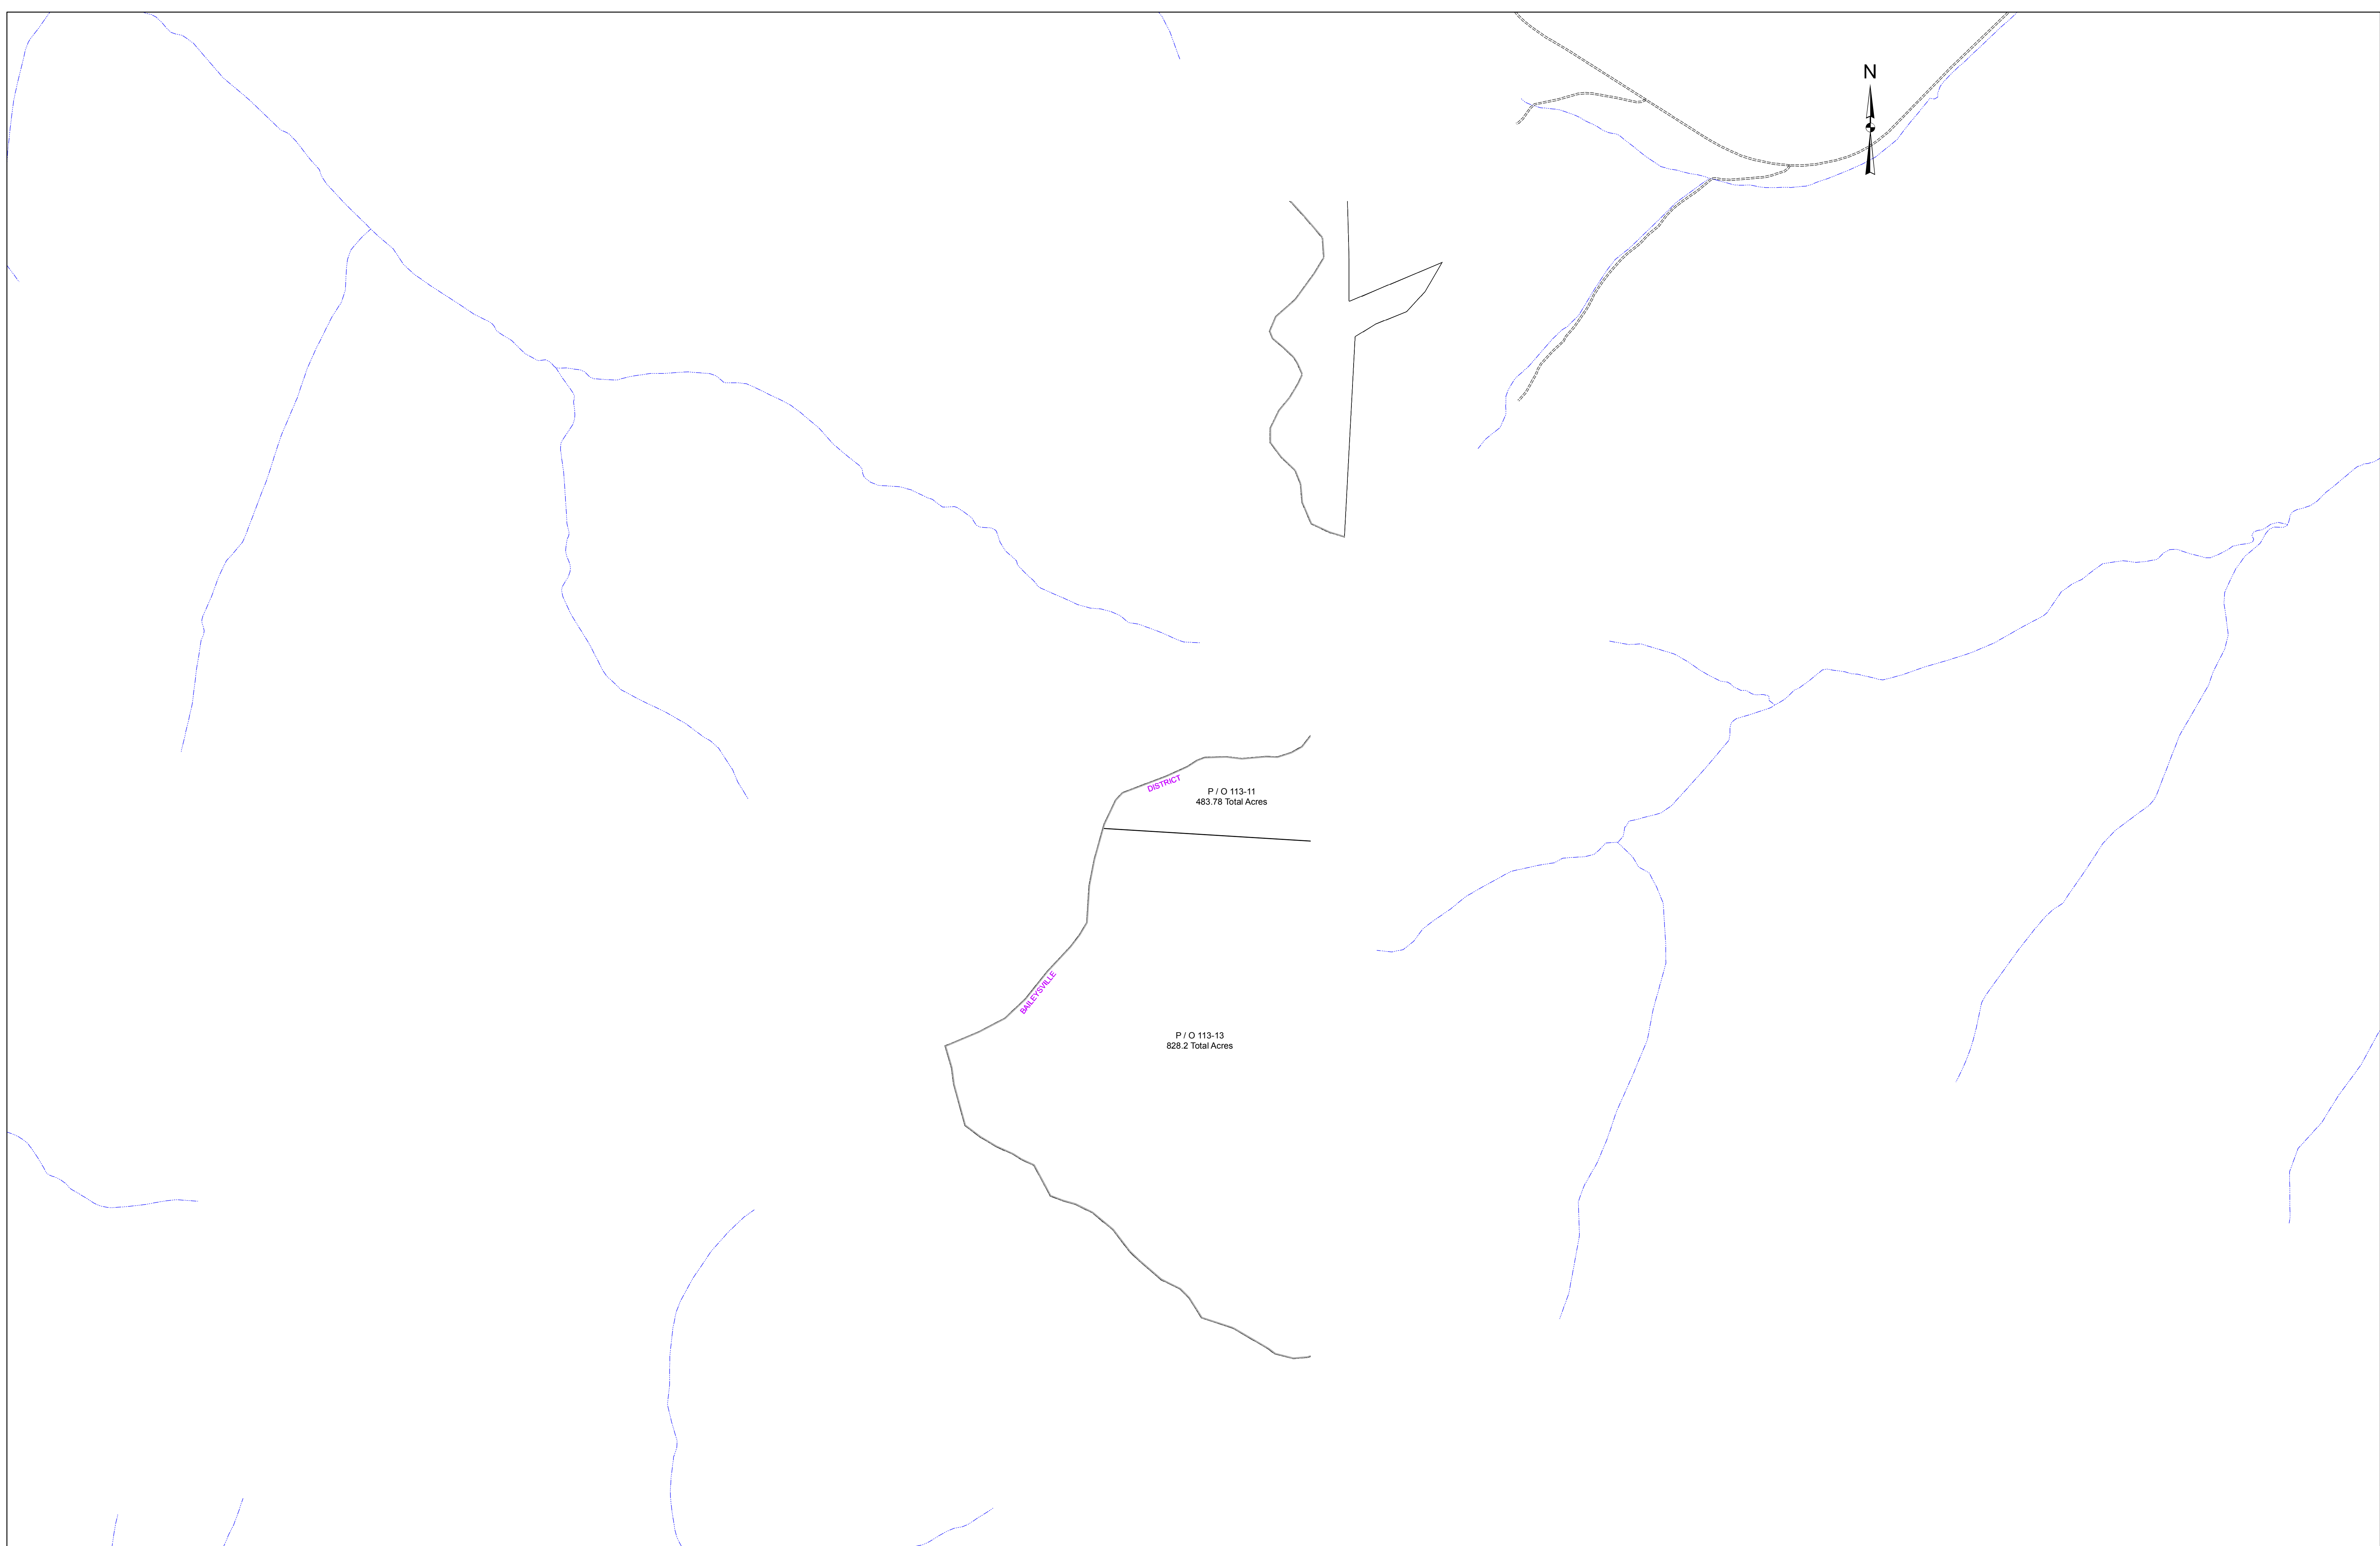 N
DISTRICT
P / O 113-11
483.78 Total Acres
BAILEYSVILLE
P / O 113-13
828.2 Total Acres